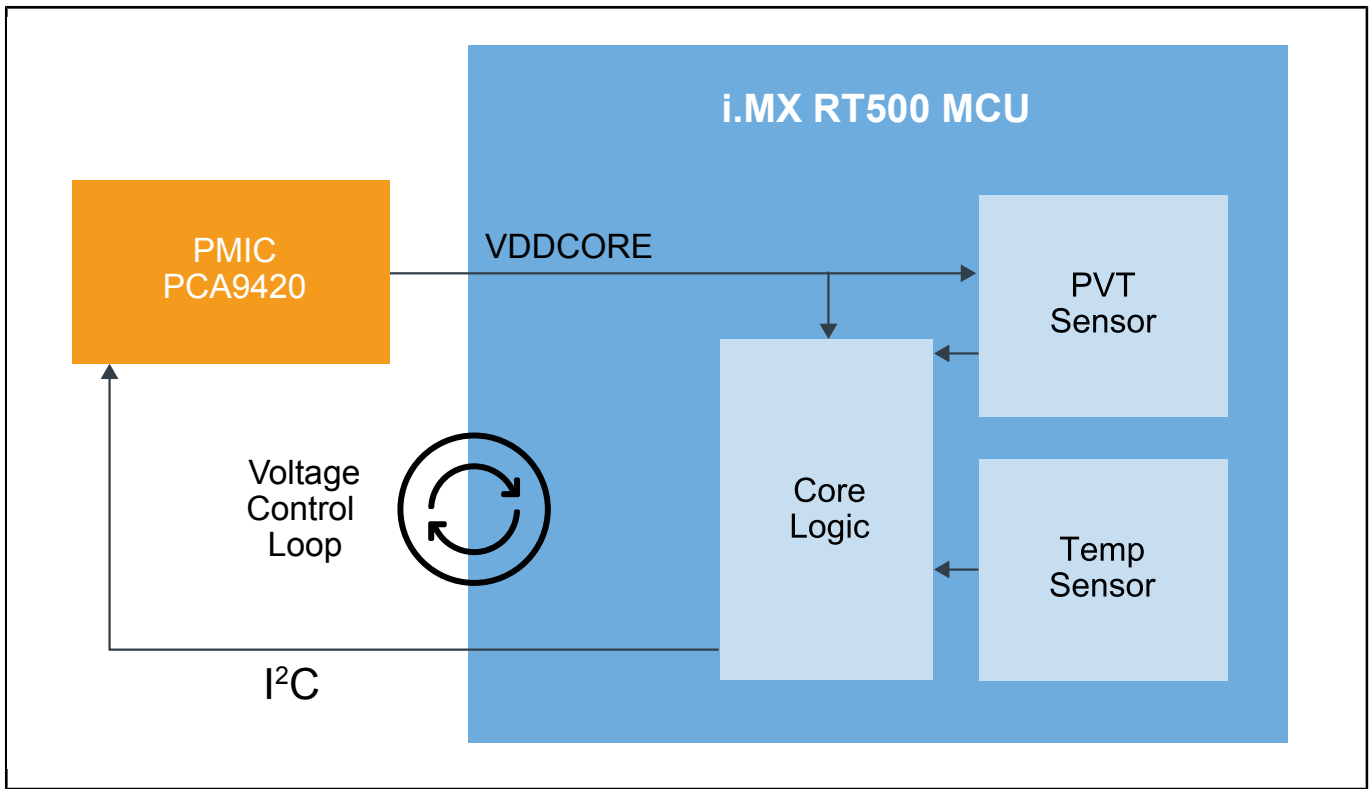 i.MX RT500 MCU
PMIC
PCA9420
VDDCORE
PVT
Sensor
Voltage
Control
Loop
Core
Logic
Temp
Sensor
I²C